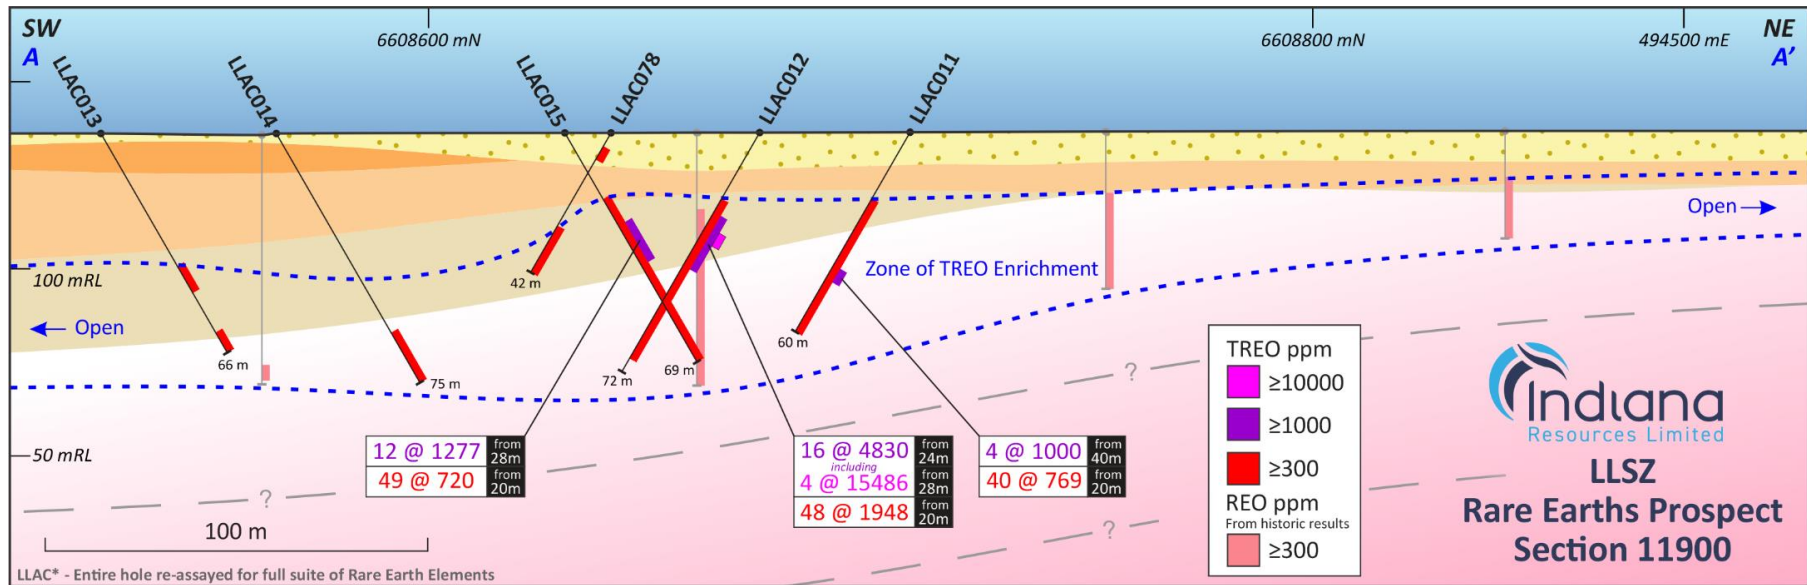 SW
A
6608600 mN
6608800 mN
494500 mE
NE
A'
LLAC013
LLAC014
LLAC015
LLAC078
LLAC012
LLAC011
100 mRL
Open
Open
Zone of TREO Enrichment
42 m
66 m
75 m
72 m
69 m
60 m
50 mRL
?
?
?
12 @ 1277 from 28m
49 @ 720 from 20m
16 @ 4830 from 24m
including
4 @ 15486 from 28m
48 @ 1948 from 20m
4 @ 1000 from 40m
40 @ 769 from 20m
TREO ppm
≥10000
≥1000
≥300
REO ppm
From historic results
≥300
Indiana
Resources Limited
LLSZ
Rare Earths Prospect
Section 11900
100 m
LLAC* - Entire hole re-assayed for full suite of Rare Earth Elements